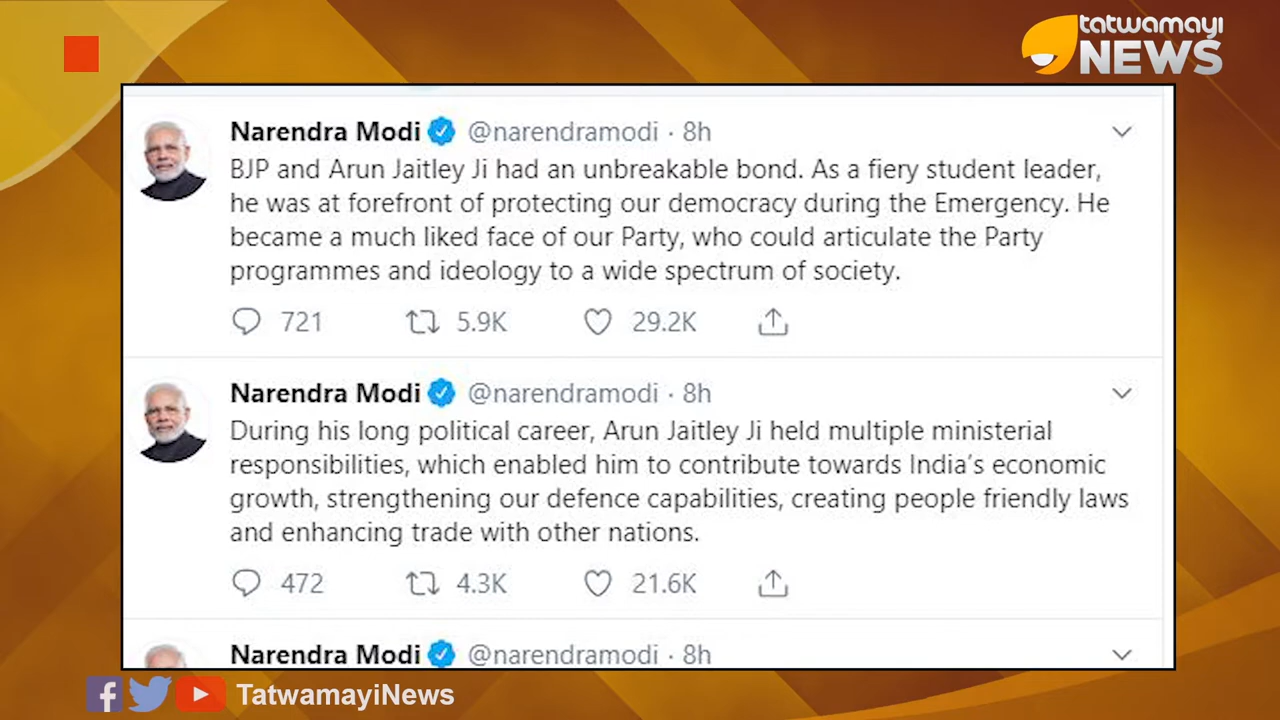 tatwamayi
NEWS
Narendra Modi @narendramodi · 8h
BJP and Arun Jaitley Ji had an unbreakable bond. As a fiery student leader,
he was at forefront of protecting our democracy during the Emergency. He
became a much liked face of our Party, who could articulate the Party
programmes and ideology to a wide spectrum of society.
721 5.9K 29.2K
Narendra Modi @narendramodi · 8h
During his long political career, Arun Jaitley Ji held multiple ministerial
responsibilities, which enabled him to contribute towards India's economic
growth, strengthening our defence capabilities, creating people friendly laws
and enhancing trade with other nations.
472 4.3K 21.6K
Narendra Modi @narendramodi · 8h
TatwamayiNews